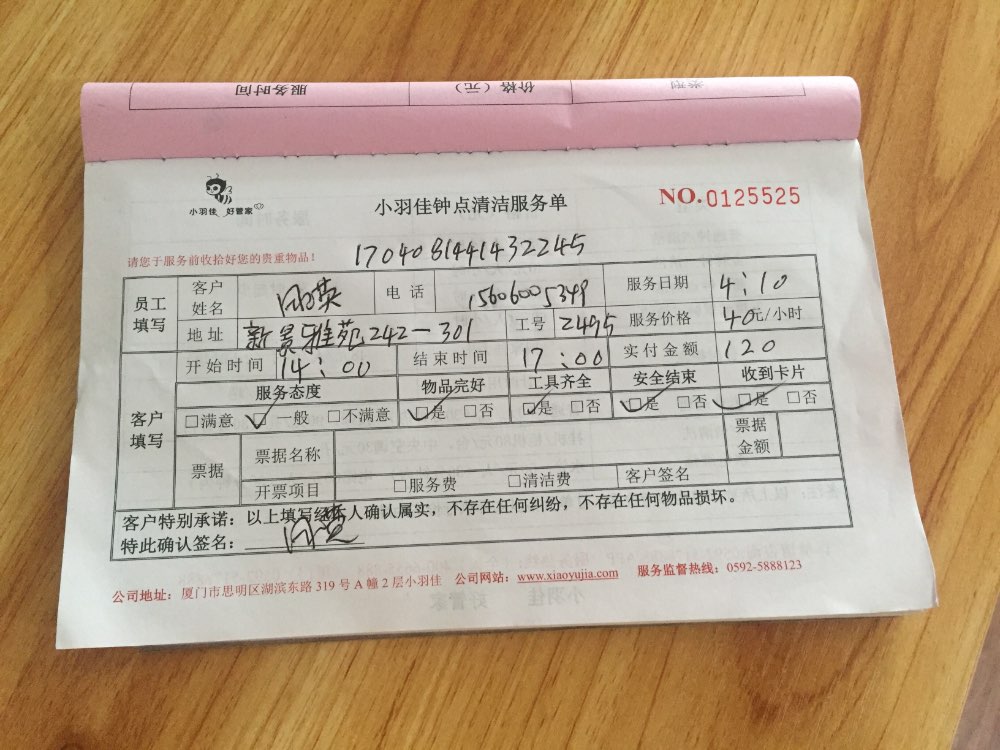 服务时间 价格（元） 类型
小羽佳 好管家
小羽佳钟点清洁服务单
NO.0125525
请您于服务前收拾好您的贵重物品！
1704081441432245
员工填写 客户姓名 电话 15606005349 服务日期 4:10
地址 新景雅苑242-301 工号 2495 服务价格 40元/小时
客户填写 开始时间 14:00 结束时间 17:00 实付金额 120
服务态度 物品完好 工具齐全 安全结束 收到卡片
□满意 □一般 □不满意 □是 □否 □是 □否 □是 □否 □是 □否
票据 票据名称 票据金额
开票项目 □服务费 □清洁费 客户签名
客户特别承诺：以上填写经本人确认属实，不存在任何纠纷，不存在任何物品损坏。
特此确认签名：
公司地址：厦门市思明区湖滨东路 319 号 A 幢 2 层小羽佳 公司网站：www.xiaoyujia.com 服务监督热线：0592-5888123